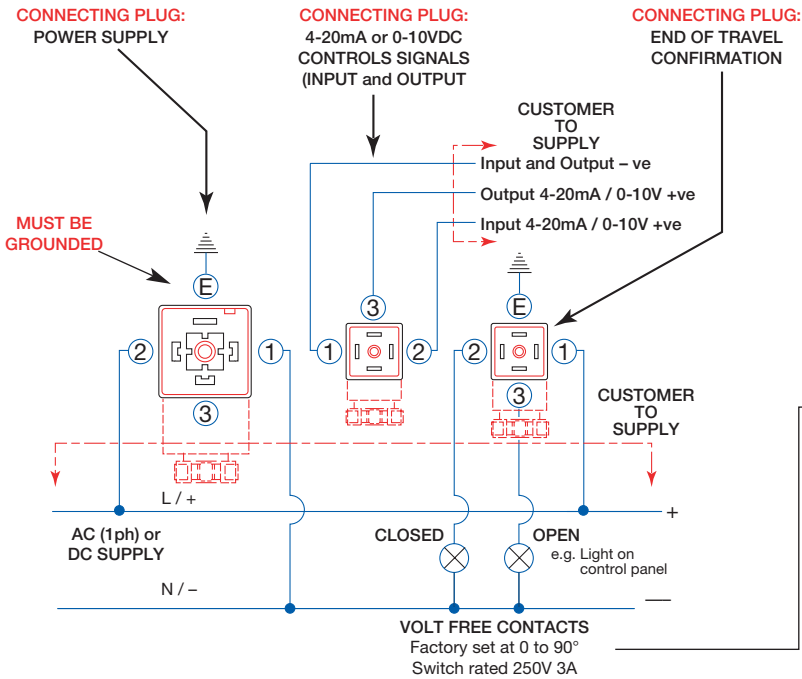 CONNECTING PLUG:
POWER SUPPLY
CONNECTING PLUG:
4-20mA or 0-10VDC
CONTROLS SIGNALS
(INPUT and OUTPUT
CONNECTING PLUG:
END OF TRAVEL
CONFIRMATION
CUSTOMER
TO
SUPPLY
Input and Output – ve
Output 4-20mA / 0-10V +ve
Input 4-20mA / 0-10V +ve
MUST BE
GROUNDED
E
2
1
3
3
1
2
E
2
1
3
CUSTOMER
TO
SUPPLY
L / +
+
AC (1ph) or
DC SUPPLY
CLOSED
OPEN
e.g. Light on
control panel
N / –
—
VOLT FREE CONTACTS
Factory set at 0 to 90°
Switch rated 250V 3A